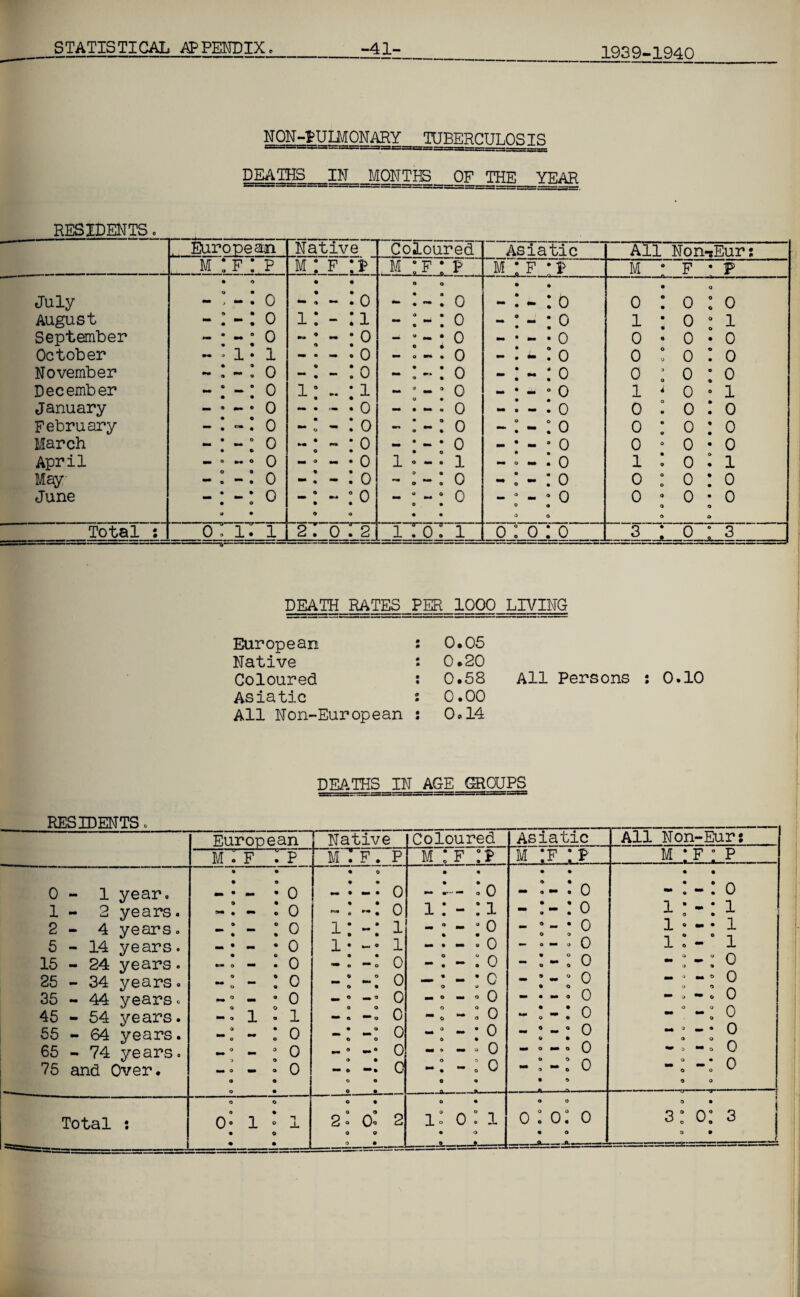 STATISTICAL APPENDIX. -41- 1939-1940
NON-PULMONARY TUBERCULOSIS
DEATHS IN MONTHS OF THE YEAR
RESIDENTS.
European Native Coloured Asiatic All Non-Eur:
M : F : P M : F : P M : F : P M : F : P M : F : P
July - : - : 0 - : - : 0 - : - : 0 - : - : 0 0 : 0 : 0
August - : - : 0 1 : - : 1 - : - : 0 - : - : 0 1 : 0 : 1
September - : - : 0 - : - : 0 - : - : 0 - : - : 0 0 : 0 : 0
October - : 1 : 1 - : - : 0 - : - : 0 - : - : 0 0 : 0 : 0
November - : - : 0 - : - : 0 - : - : 0 - : - : 0 0 : 0 : 0
December - : - : 0 1 : - : 1 - : - : 0 - : - : 0 1 : 0 : 1
January - : - : 0 - : - : 0 - : - : 0 - : - : 0 0 : 0 : 0
February - : - : 0 - : - : 0 - : - : 0 - : - : 0 0 : 0 : 0
March - : - : 0 - : - : 0 - : - : 0 - : - : 0 0 : 0 : 0
April - : - : 0 - : - : 0 1 : - : 1 - : - : 0 1 : 0 : 1
May - : - : 0 - : - : 0 - : - : 0 - : - : 0 0 : 0 : 0
June - : - : 0 - : - : 0 - : - : 0 - : - : 0 0 : 0 : 0
Total : 0 : 1 : 1 2 : 0 : 2 1 : 0 : 1 0 : 0 : 0 3 : 0 : 3
DEATH RATES PER 1000 LIVING
European : 0.05
Native : 0.20
Coloured : 0.58 All Persons : 0.10
Asiatic : 0.00
All Non-European : 0.14
DEATHS IN AGE GROUPS
RESIDENTS.
European Native Coloured Asiatic All Non-Eur:
M : F : P M : F : P M : F : P M : F : P M : F : P
0 - 1 year. - : - : 0 - : - : 0 - : - : 0 - : - : 0 - : - : 0
1 - 2 years. - : - : 0 - : - : 0 1 : - : 1 - : - : 0 1 : - : 1
2 - 4 years. - : - : 0 1 : - : 1 - : - : 0 - : - : 0 1 : - : 1
5 - 14 years. - : - : 0 1 : - : 1 - : - : 0 - : - : 0 1 : - : 1
15 - 24 years. - : - : 0 - : - : 0 - : - : 0 - : - : 0 - : - : 0
25 - 34 years. - : - : 0 - : - : 0 - : - : 0 - : - : 0 - : - : 0
35 - 44 years. - : - : 0 - : - : 0 - : - : 0 - : - : 0 - : - : 0
45 - 54 years. - : 1 : 1 - : - : 0 - : - : 0 - : - : 0 - : - : 0
55 - 64 years. - : - : 0 - : - : 0 - : - : 0 - : - : 0 - : - : 0
65 - 74 years. - : - : 0 - : - : 0 - : - : 0 - : - : 0 - : - : 0
75 and Over. - : - : 0 - : - : 0 - : - : 0 - : - : 0 - : - : 0
Total : 0 : 1 : 1 2 : 0 : 2 1 : 0 : 1 0 : 0 : 0 3 : 0 : 3